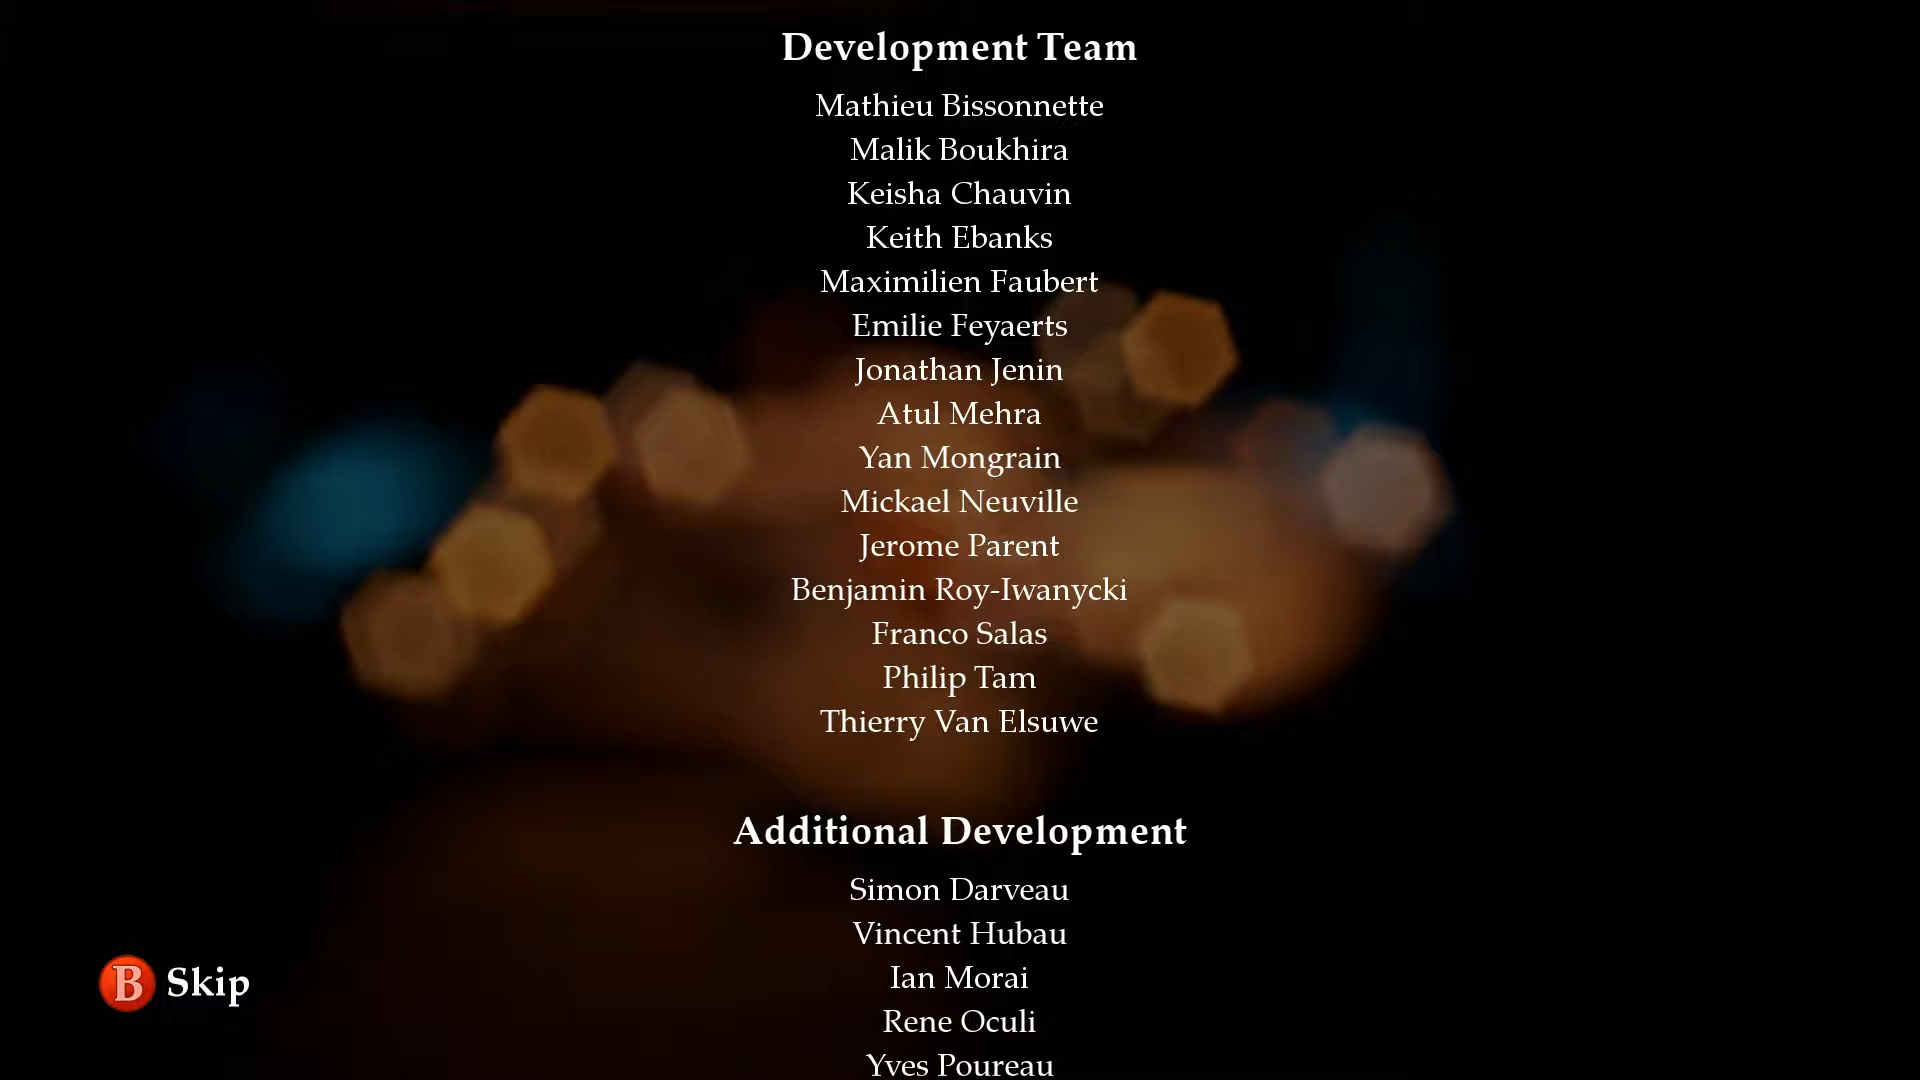 Development Team
Mathieu Bissonnette
Malik Boukhira
Keisha Chauvin
Keith Ebanks
Maximilien Faubert
Emilie Feyaerts
Jonathan Jenin
Atul Mehra
Yan Mongrain
Mickael Neuville
Jerome Parent
Benjamin Roy-Iwanycki
Franco Salas
Philip Tam
Thierry Van Elsuwe
Additional Development
Simon Darveau
Vincent Hubau
Ian Morai
Rene Oculi
Yves Poureau
B Skip